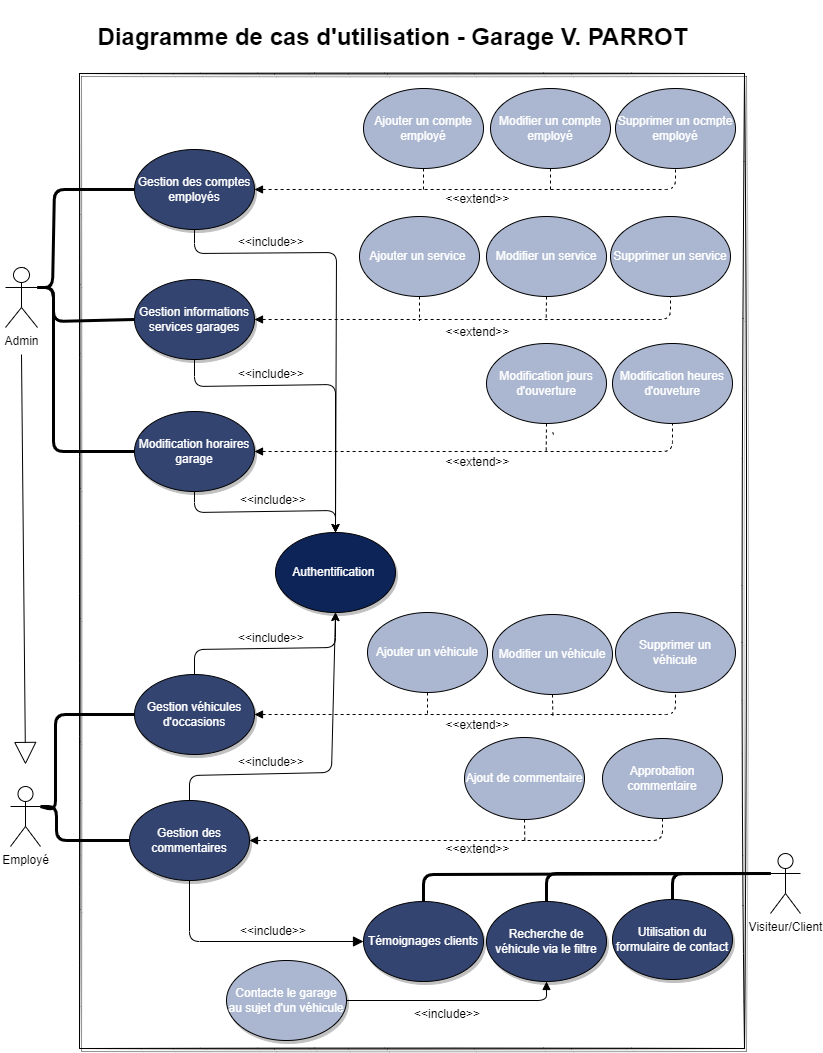 Diagramme de cas d'utilisation - Garage V. PARROT
Ajouter un compte
employé
Modifier un compte
employé
Supprimer un ocmpte
employé
Gestion des comptes
employés
<<extend>>
<<include>>
Ajouter un service
Modifier un service
Supprimer un service
Gestion informations
services garages
<<extend>>
Admin
<<include>>
Modification jours
d'ouverture
Modification heures
d'ouveture
Modification horaires
garage
<<extend>>
<<include>>
Authentification
<<include>>
Ajouter un véhicule
Modifier un véhicule
Supprimer un
véhicule
Gestion véhicules
d'occasions
<<extend>>
<<include>>
Ajout de commentaire
Approbation
commentaire
Gestion des
commentaires
<<extend>>
Employé
Visiteur/Client
<<include>>
Témoignages clients
Recherche de
véhicule via le filtre
Utilisation du
formulaire de contact
Contacte le garage
au sujet d'un véhicule
<<include>>